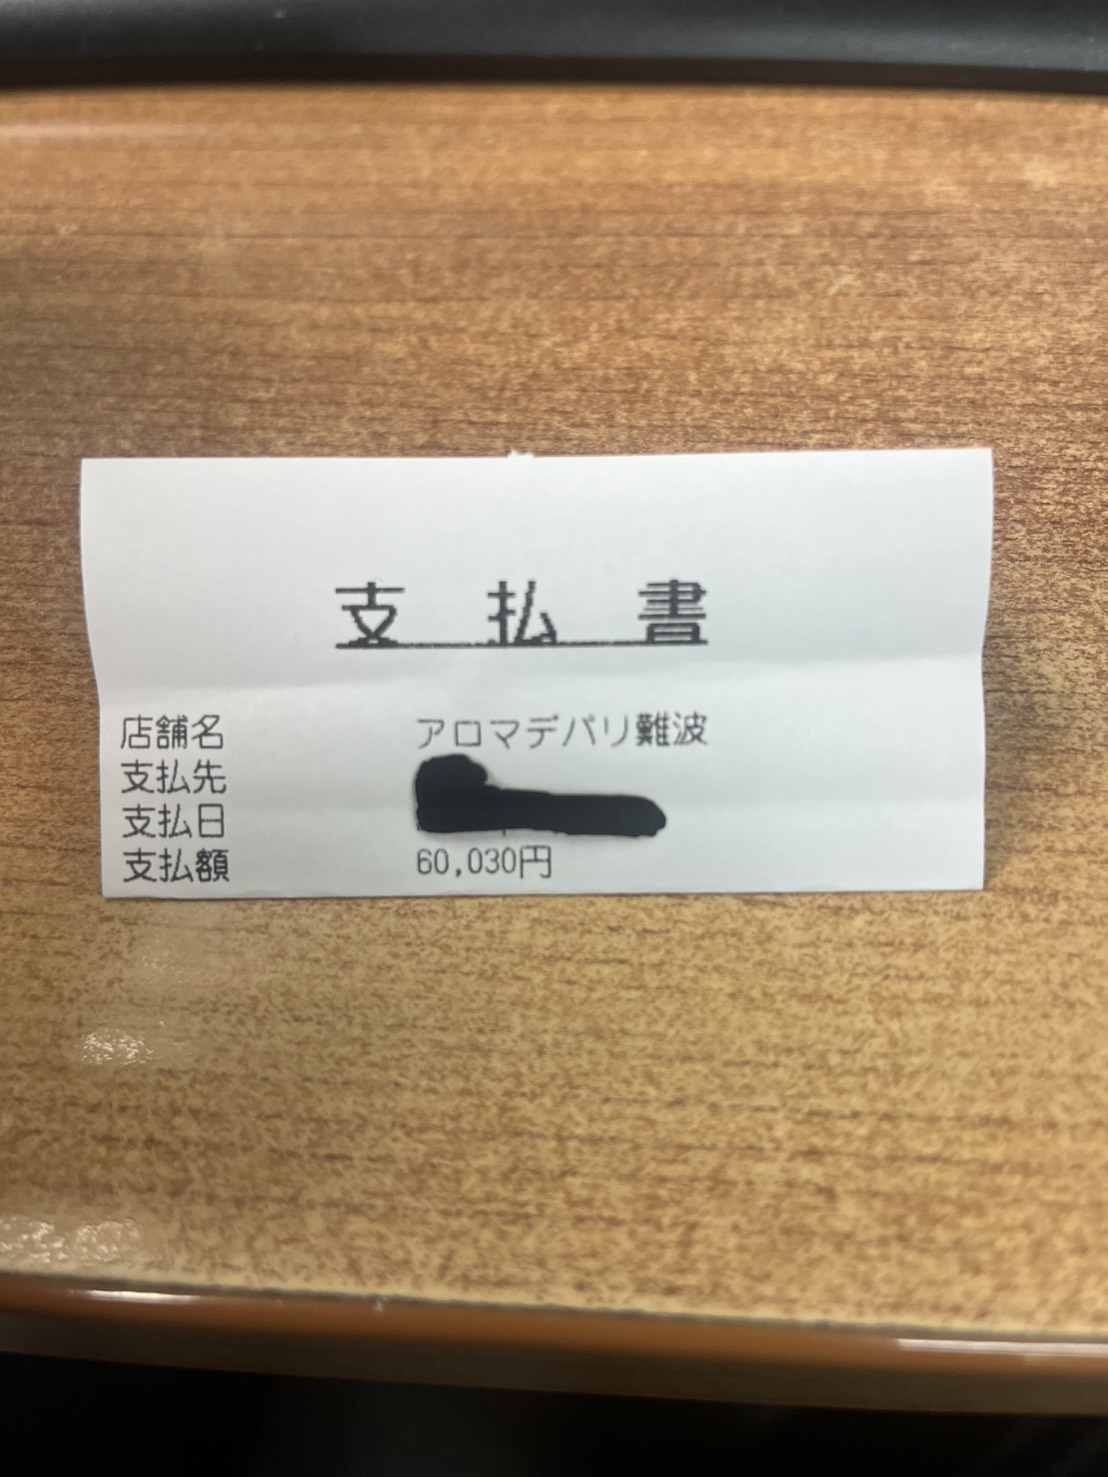 支払書
店舗名 アロマデパリ難波
支払先
支払日
支払額 60,030円